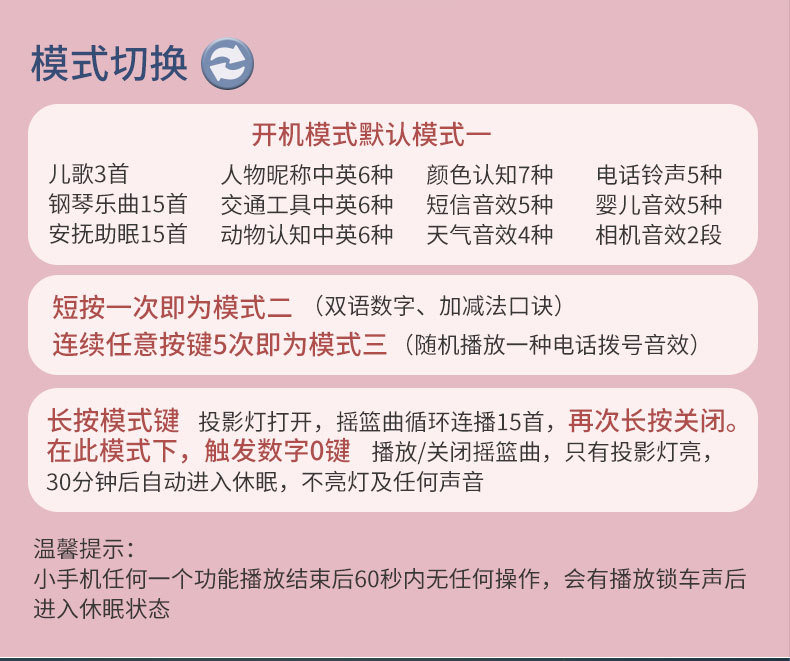 模式切换
开机模式默认模式一
儿歌3首 人物昵称中英6种 颜色认知7种 电话铃声5种
钢琴乐曲15首 交通工具中英6种 短信音效5种 婴儿音效5种
安抚助眠15首 动物认知中英6种 天气音效4种 相机音效2段
短按一次即为模式二（双语数字、加减法口诀）
连续任意按键5次即为模式三（随机播放一种电话拨号音效）
长按模式键 投影灯打开，摇篮曲循环连播15首，再次长按关闭。
在此模式下，触发数字0键 播放/关闭摇篮曲，只有投影灯亮，
30分钟后自动进入休眠，不亮灯及任何声音
温馨提示：
小手机任何一个功能播放结束后60秒内无任何操作，会有播放锁车声后
进入休眠状态